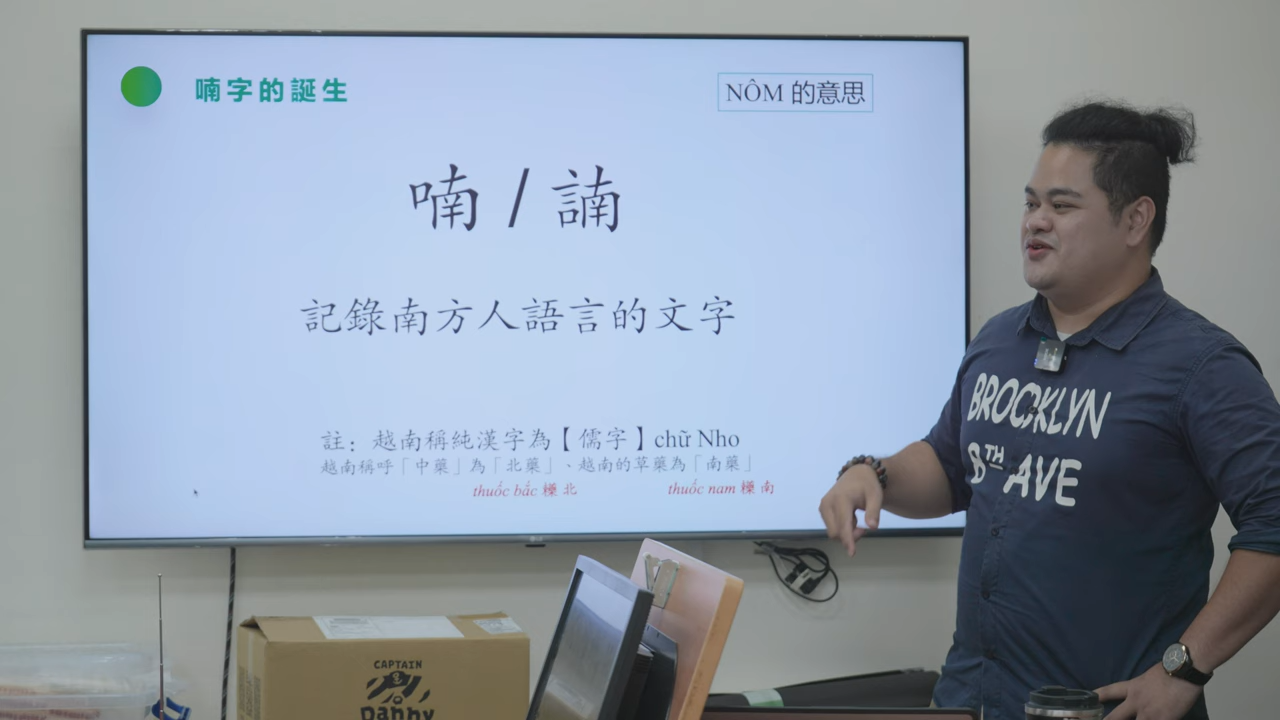 喃字的誕生
NÔM 的意思
喃 / 諵
記錄南方人語言的文字
註：越南稱純漢字為【儒字】chữ Nho
越南稱呼「中藥」為「北藥」、越南的草藥為「南藥」
thuốc bắc 𧆄 北
thuốc nam 𧆄 南
BROOKLYN
8TH AVE
CAPTAIN
Danny